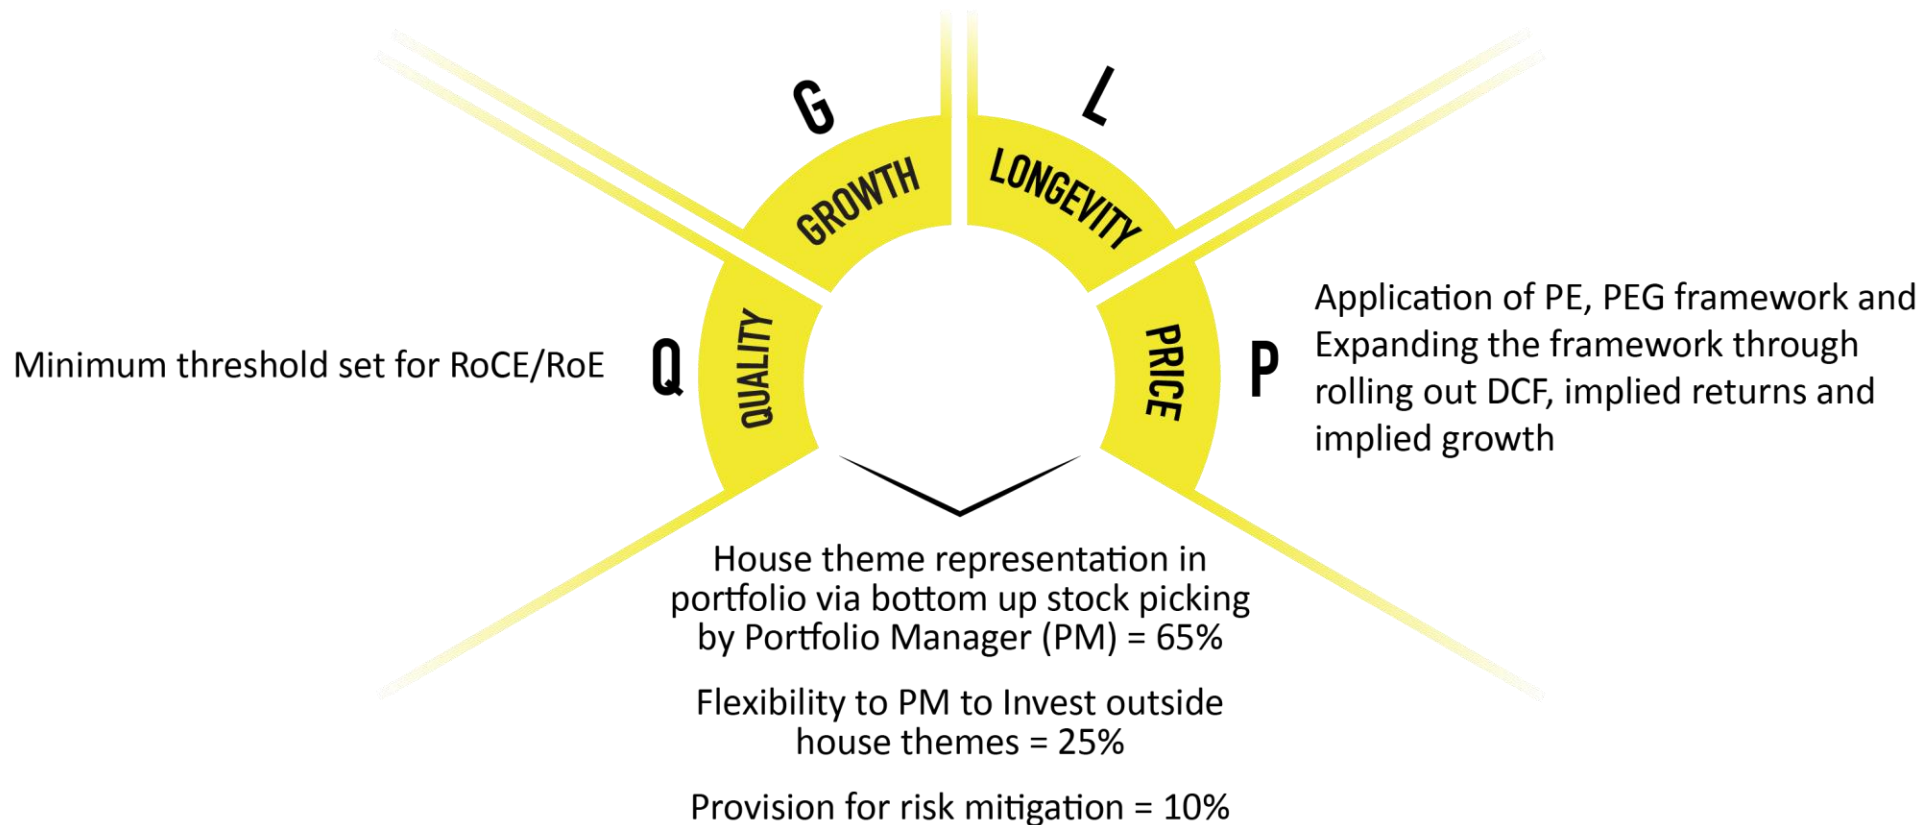 G
L
GROWTH
LONGEVITY
Minimum threshold set for RoCE/RoE
Q
QUALITY
PRICE
P
Application of PE, PEG framework and
Expanding the framework through
rolling out DCF, implied returns and
implied growth
House theme representation in
portfolio via bottom up stock picking
by Portfolio Manager (PM) = 65%
Flexibility to PM to Invest outside
house themes = 25%
Provision for risk mitigation = 10%